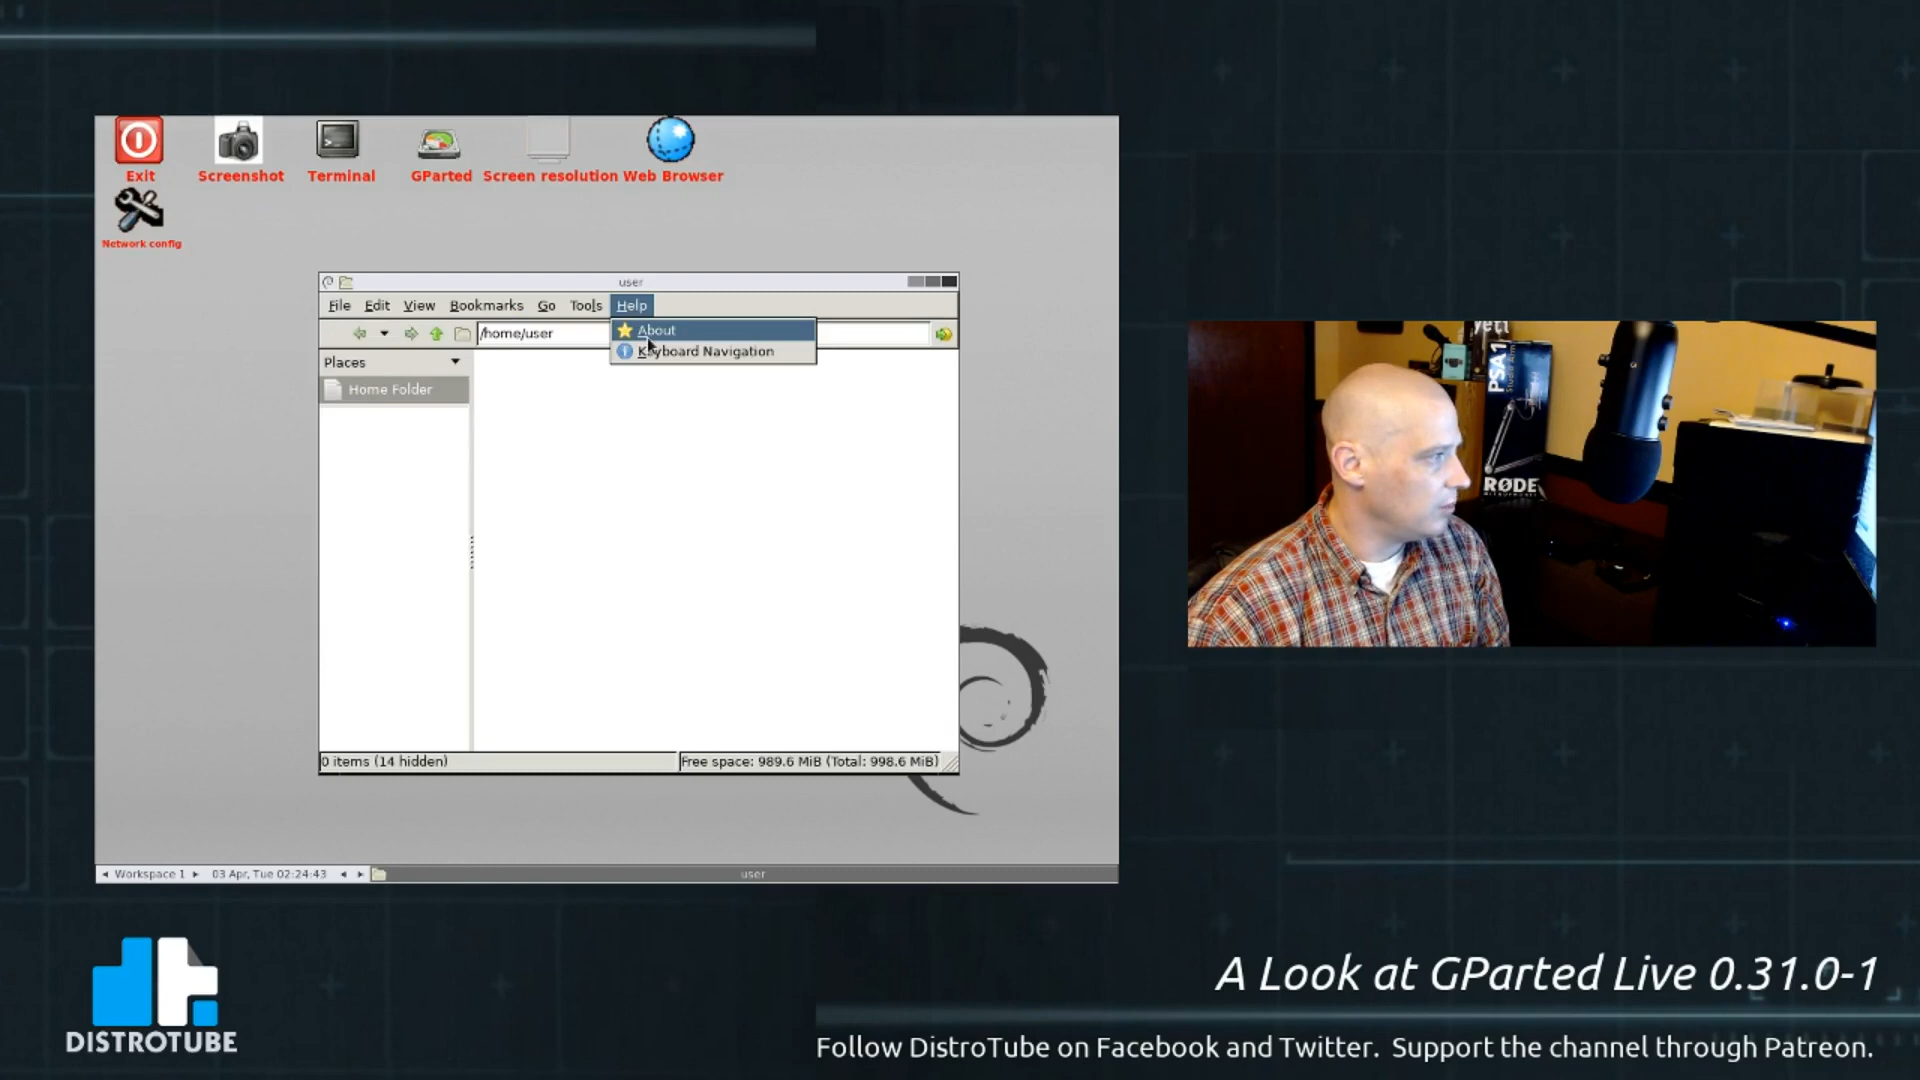 Exit
Screenshot
Terminal
GParted
Screen resolution
Web Browser
Network config
user
File Edit View Bookmarks Go Tools Help
/home/user
About
Keyboard Navigation
Places
Home Folder
0 items (14 hidden)
Free space: 989.6 MiB (Total: 998.6 MiB)
Workspace 1
03 Apr, Tue 02:24:43
user
yeti
PSA1
Studio Arm
RØDE
MICROPHONES
DISTROTUBE
A Look at GParted Live 0.31.0-1
Follow DistroTube on Facebook and Twitter. Support the channel through Patreon.